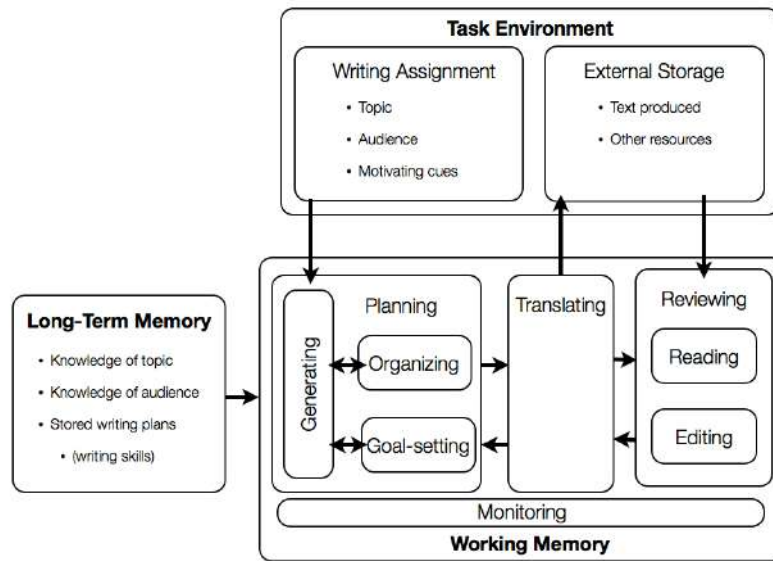 Task Environment
Writing Assignment
• Topic
• Audience
• Motivating cues
External Storage
• Text produced
• Other resources
Long-Term Memory
• Knowledge of topic
• Knowledge of audience
• Stored writing plans
• (writing skills)
Planning
Generating
Organizing
Goal-setting
Translating
Reviewing
Reading
Editing
Monitoring
Working Memory